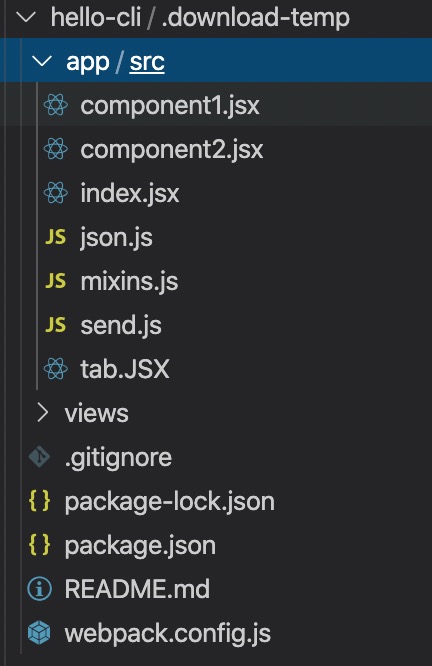 hello-cli / .download-temp
app / src
component1.jsx
component2.jsx
index.jsx
JS json.js
JS mixins.js
JS send.js
tab.JSX
views
.gitignore
{} package-lock.json
{} package.json
README.md
webpack.config.js